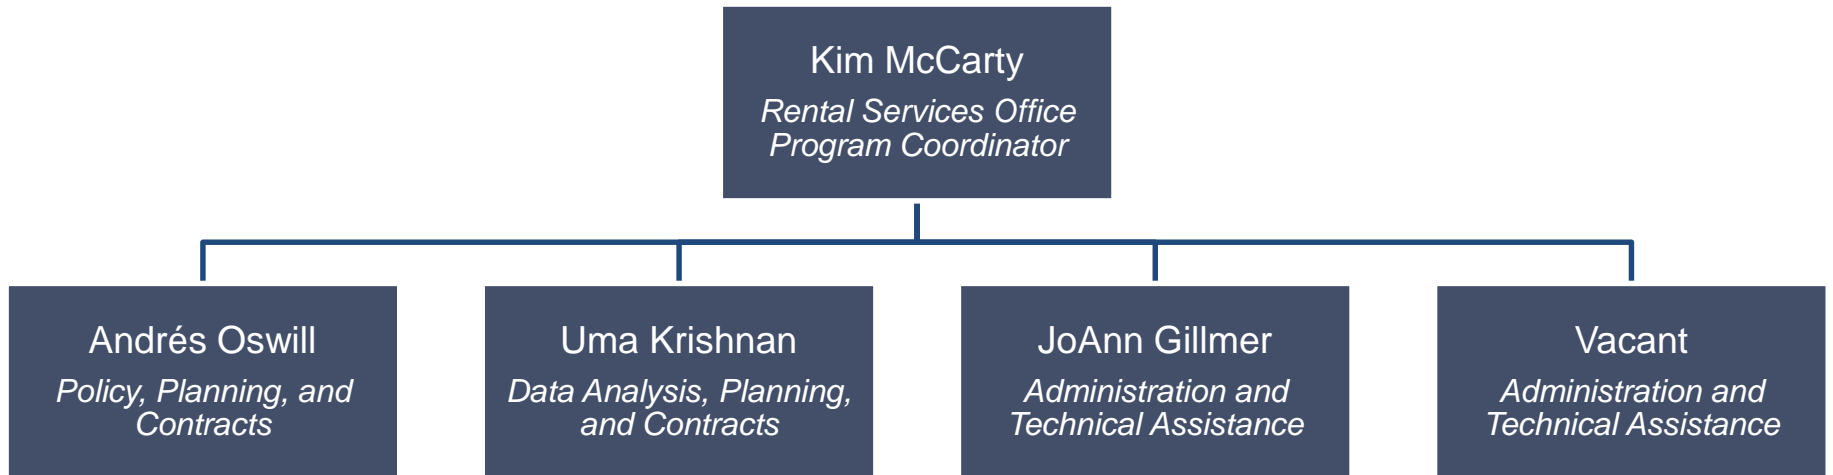 Kim McCarty
Rental Services Office
Program Coordinator
Andrés Oswill
Policy, Planning, and
Contracts
Uma Krishnan
Data Analysis, Planning,
and Contracts
JoAnn Gillmer
Administration and
Technical Assistance
Vacant
Administration and
Technical Assistance